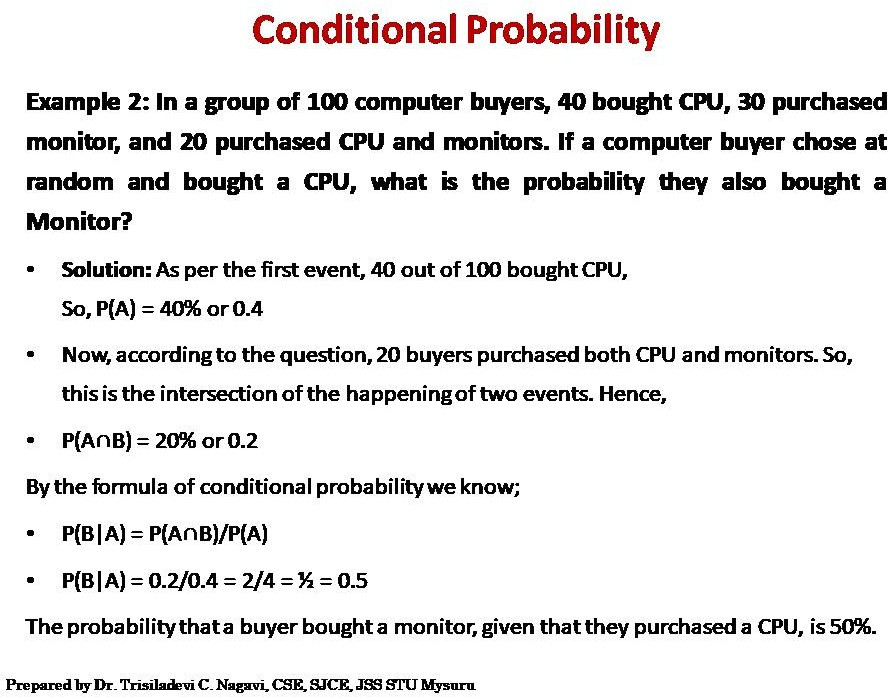 Conditional Probability
Example 2: In a group of 100 computer buyers, 40 bought CPU, 30 purchased
monitor, and 20 purchased CPU and monitors. If a computer buyer chose at
random and bought a CPU, what is the probability they also bought a
Monitor?
• Solution: As per the first event, 40 out of 100 bought CPU,
So, P(A) = 40% or 0.4
• Now, according to the question, 20 buyers purchased both CPU and monitors. So,
this is the intersection of the happening of two events. Hence,
• P(A∩B) = 20% or 0.2
By the formula of conditional probability we know;
• P(B|A) = P(A∩B)/P(A)
• P(B|A) = 0.2/0.4 = 2/4 = ½ = 0.5
The probability that a buyer bought a monitor, given that they purchased a CPU, is 50%.
Prepared by Dr. Trisiladevi C. Nagavi, CSE, SJCE, JSS STU Mysuru